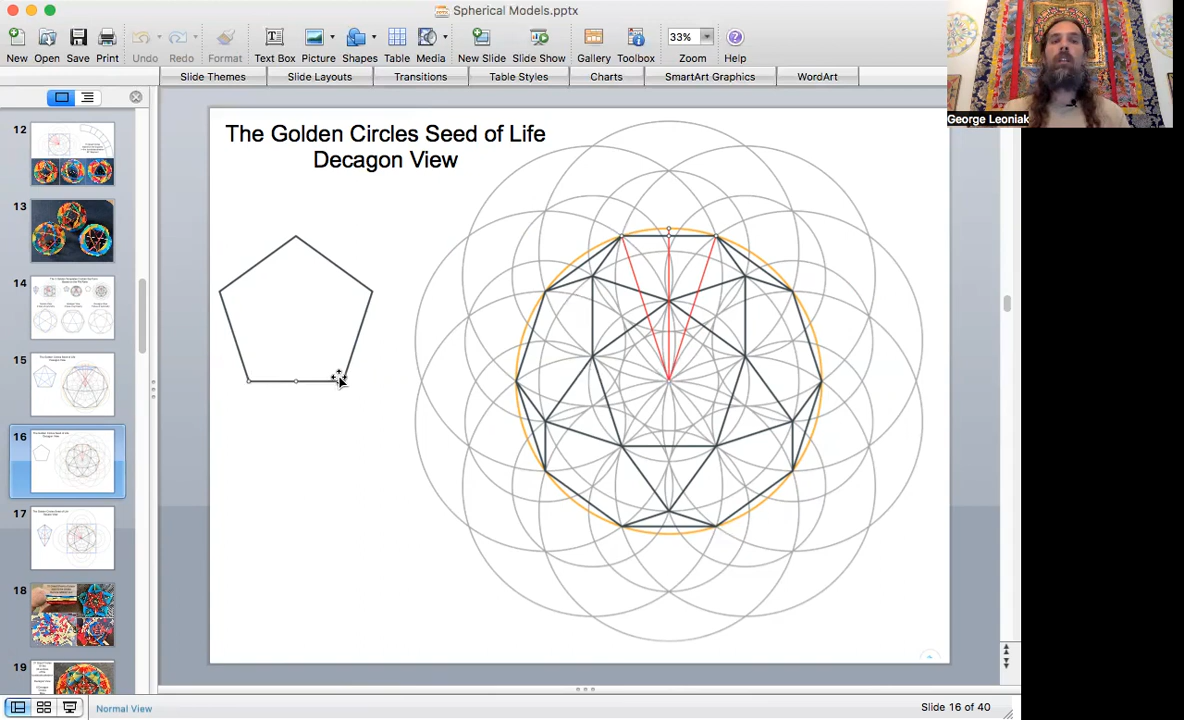 Spherical Models.pptx
New Open Save Print Undo Redo Format Text Box Picture Shapes Table Media New Slide Slide Show Gallery Toolbox Zoom Help
33%
Slide Themes Slide Layouts Transitions Table Styles Charts SmartArt Graphics WordArt
George Leoniak
12
13
14
15
16
17
18
19
The Golden Circles Seed of Life
Decagon View
Normal View
Slide 16 of 40